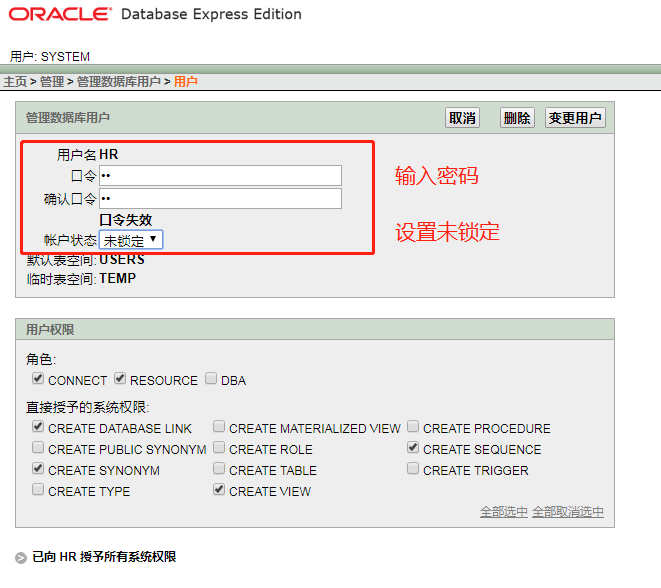 ORACLE® Database Express Edition
用户: SYSTEM
主页 > 管理 > 管理数据库用户 > 用户
管理数据库用户 取消 删除 变更用户
用户名 HR
口令 •• 输入密码
确认口令 ••
口令失效
帐户状态 未锁定 设置未锁定
默认表空间: USERS
临时表空间: TEMP
用户权限
角色:
CONNECT RESOURCE DBA
直接授予的系统权限:
CREATE DATABASE LINK CREATE MATERIALIZED VIEW CREATE PROCEDURE
CREATE PUBLIC SYNONYM CREATE ROLE CREATE SEQUENCE
CREATE SYNONYM CREATE TABLE CREATE TRIGGER
CREATE TYPE CREATE VIEW
全部选中 全部取消选中
已向 HR 授予所有系统权限